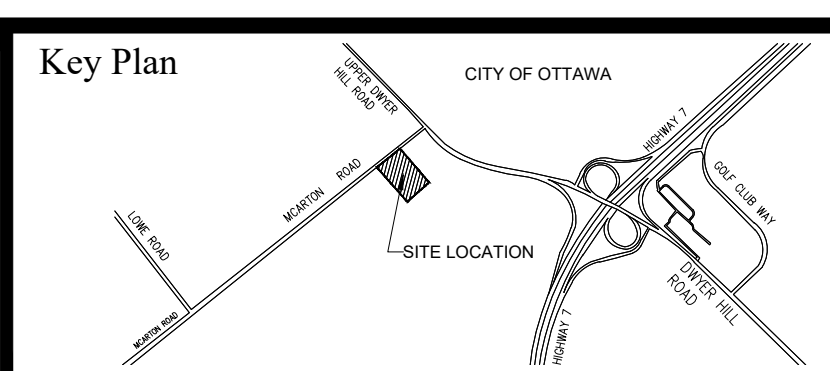 Key Plan
CITY OF OTTAWA
UPPER DWYER
HILL ROAD
HIGHWAY 7
GOLF CLUB WAY
MCARTON ROAD
LOWE ROAD
SITE LOCATION
DWYER HILL
ROAD
MCARTON ROAD
HIGHWAY 7